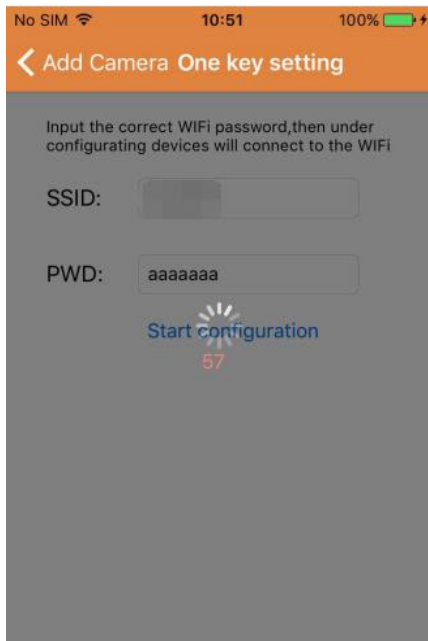 No SIM 10:51 100%
Add Camera One key setting
Input the correct WIFi password,then under
configurating devices will connect to the WIFi
SSID:
PWD: aaaaaaa
Start configuration
57